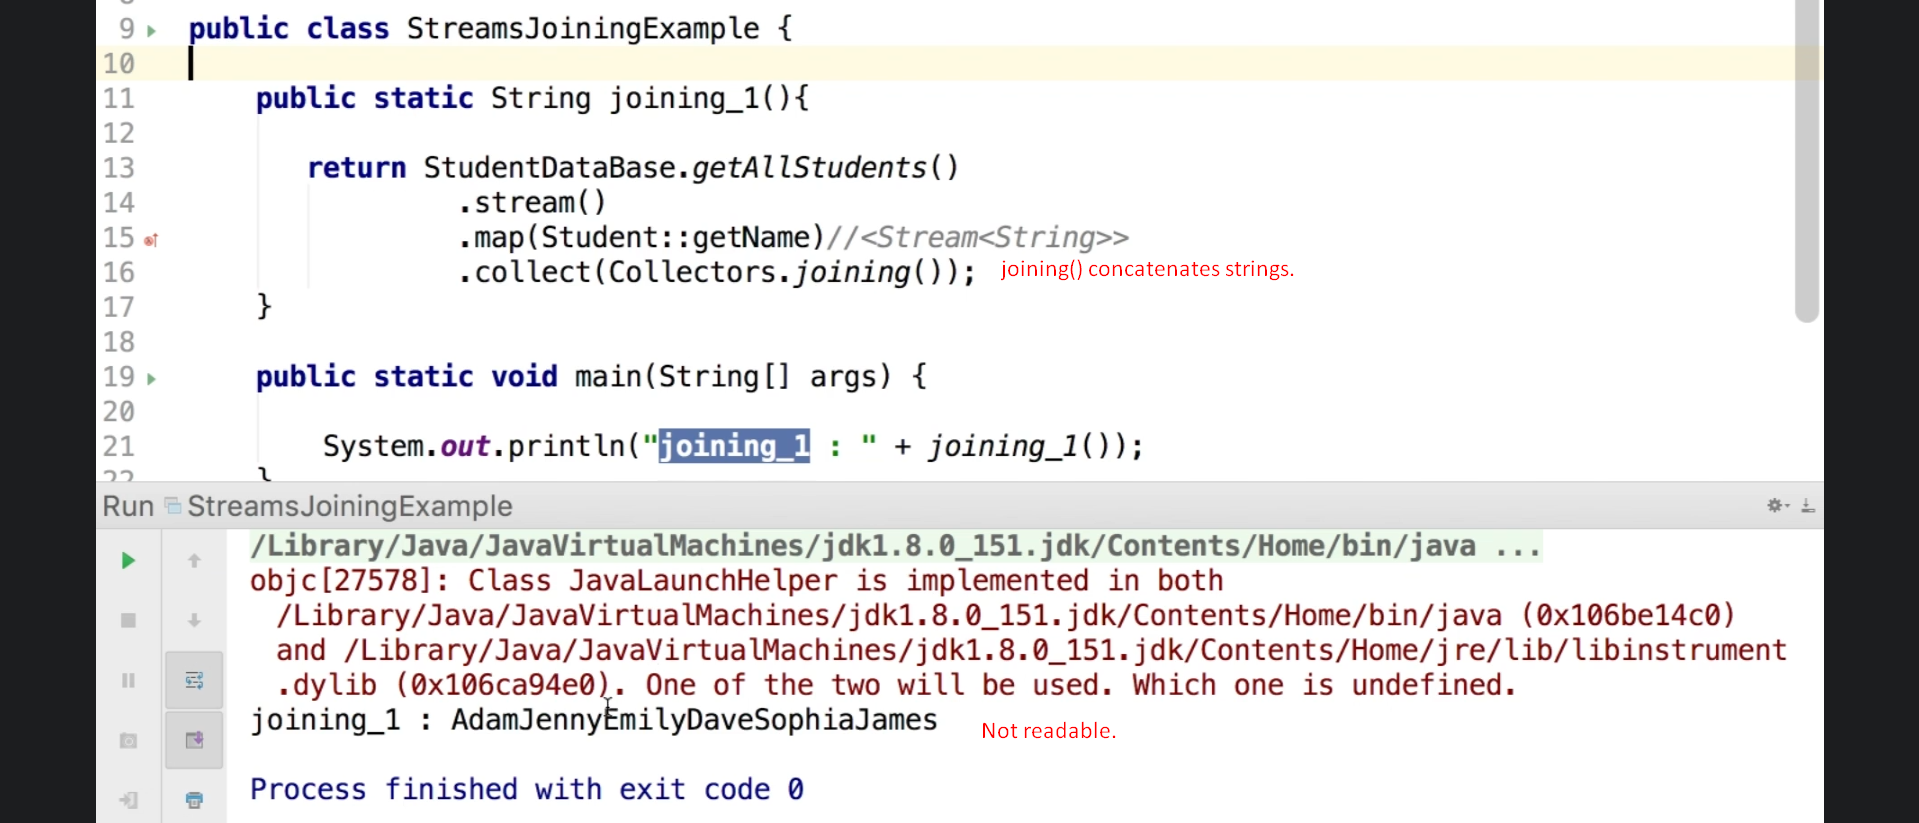 9 public class StreamsJoiningExample {
10
11 public static String joining_1(){
12
13 return StudentDataBase.getAllStudents()
14 .stream()
15 .map(Student::getName)//<Stream<String>>
16 .collect(Collectors.joining()); joining() concatenates strings.
17 }
18
19 public static void main(String[] args) {
20
21 System.out.println("joining_1 : " + joining_1());
22 }
Run StreamsJoiningExample
/Library/Java/JavaVirtualMachines/jdk1.8.0_151.jdk/Contents/Home/bin/java ...
objc[27578]: Class JavaLaunchHelper is implemented in both
/Library/Java/JavaVirtualMachines/jdk1.8.0_151.jdk/Contents/Home/bin/java (0x106be14c0)
and /Library/Java/JavaVirtualMachines/jdk1.8.0_151.jdk/Contents/Home/jre/lib/libinstrument
.dylib (0x106ca94e0). One of the two will be used. Which one is undefined.
joining_1 : AdamJennyEmilyDaveSophiaJames Not readable.
Process finished with exit code 0